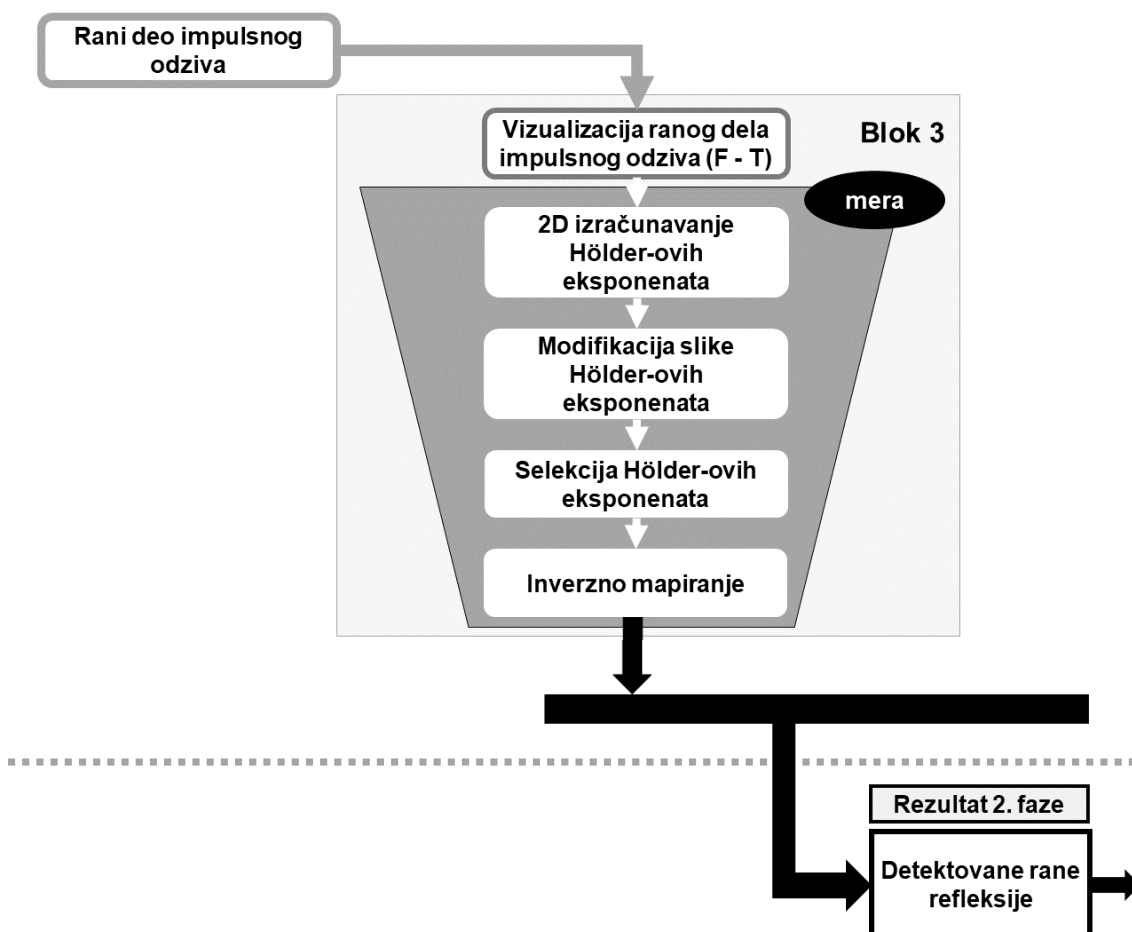 Rani deo impulsnog
odziva
Vizualizacija ranog dela
impulsnog odziva (F - T)
Blok 3
mera
2D izračunavanje
Hölder-ovih
eksponenata
Modifikacija slike
Hölder-ovih
eksponenata
Selekcija Hölder-ovih
eksponenata
Inverzno mapiranje
Rezultat 2. faze
Detektovane rane
refleksije